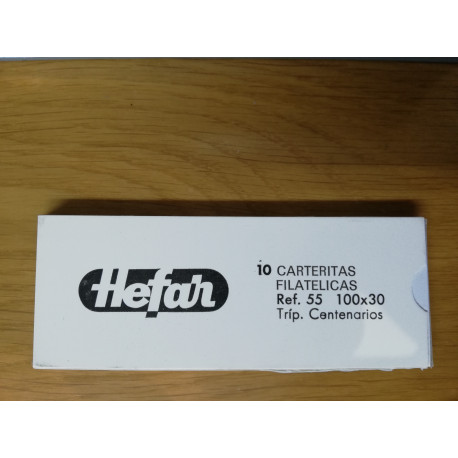 Hefar
10 CARTERITAS
FILATELICAS
Ref. 55 100x30
Tríp. Centenarios